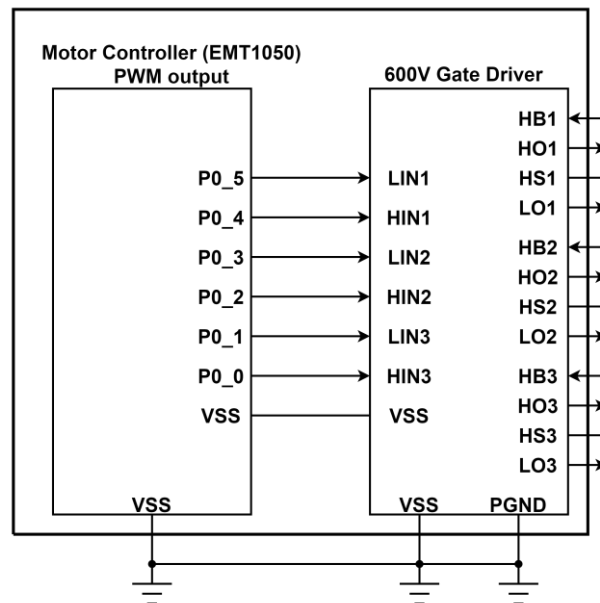 Motor Controller (EMT1050)
PWM output
600V Gate Driver
P0_5
P0_4
P0_3
P0_2
P0_1
P0_0
VSS
VSS
LIN1
HIN1
LIN2
HIN2
LIN3
HIN3
VSS
HB1
HO1
HS1
LO1
HB2
HO2
HS2
LO2
HB3
HO3
HS3
LO3
VSS
PGND